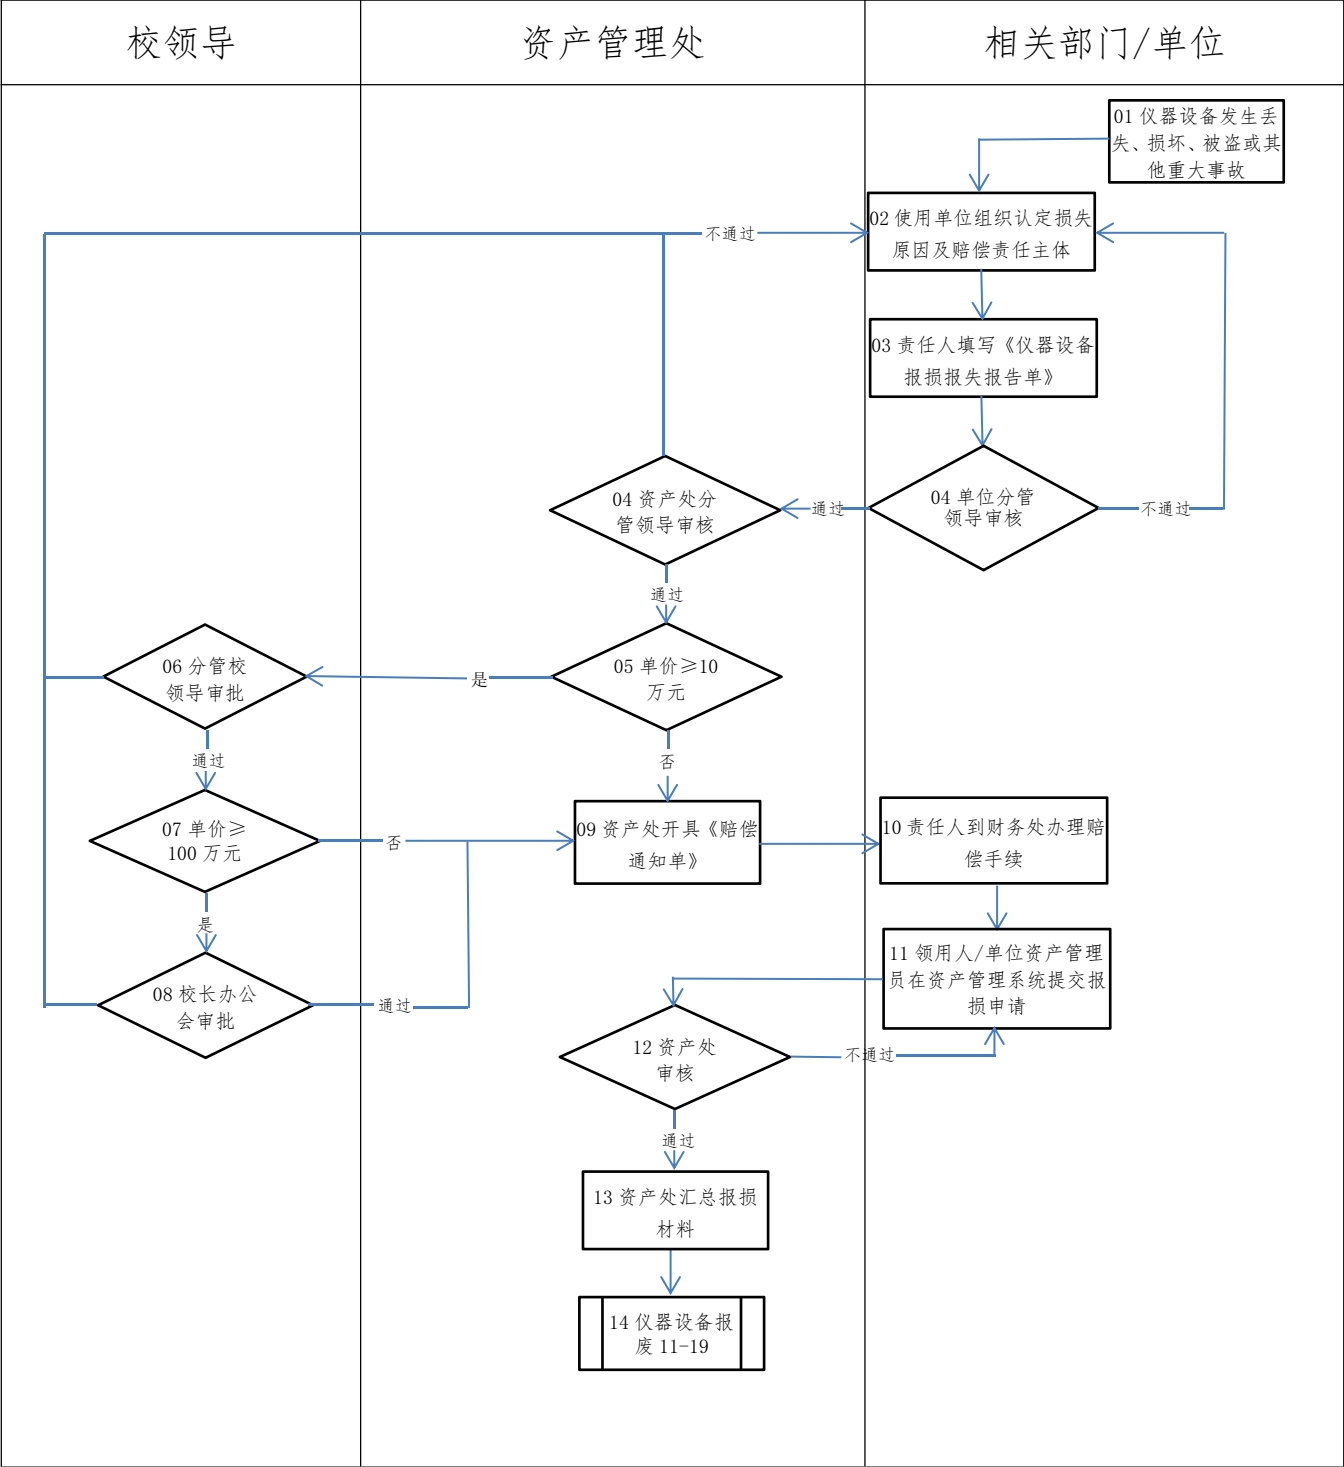 校领导
资产管理处
相关部门/单位
01 仪器设备发生丢
失、损坏、被盗或其
他重大事故
02 使用单位组织认定损失
原因及赔偿责任主体
不通过
03 责任人填写《仪器设备
报损报失报告单》
04 资产处分
管领导审核
通过
04 单位分管
领导审核
不通过
通过
06 分管校
领导审批
是
05 单价≥10
万元
通过
否
07 单价≥
100 万元
否
09 资产处开具《赔偿
通知单》
10 责任人到财务处办理赔
偿手续
是
08 校长办公
会审批
通过
11 领用人/单位资产管理
员在资产管理系统提交报
损申请
12 资产处
审核
不通过
通过
13 资产处汇总报损
材料
14 仪器设备报
废 11-19